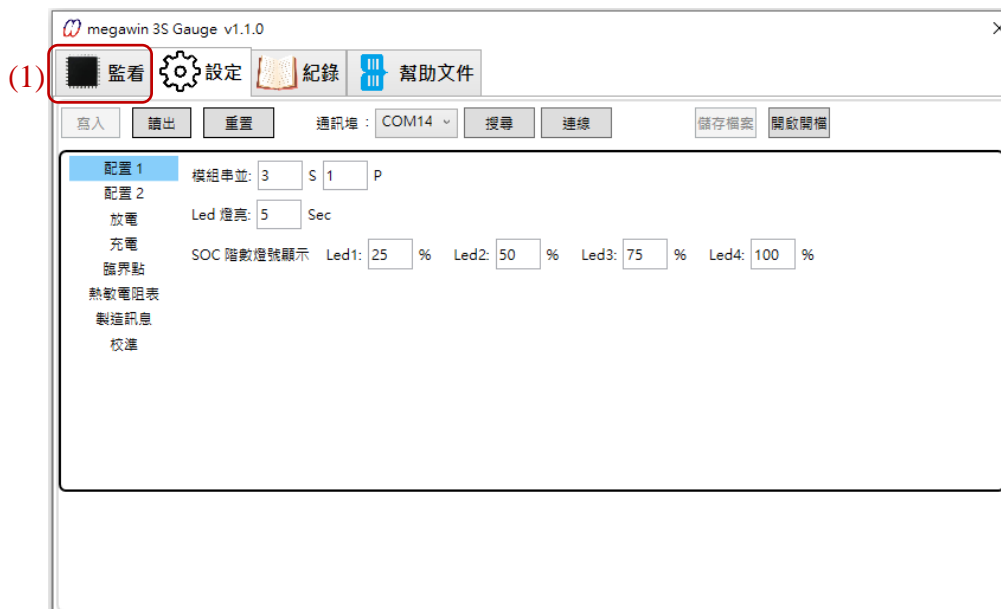 megawin 3S Gauge v1.1.0
(1) 監看 設定 紀錄 幫助文件
寫入 讀出 重置 通訊埠： COM14 搜尋 連線 儲存檔案 開啟開檔
配置 1
配置 2
放電
充電
臨界點
熱敏電阻表
製造訊息
校準
模組串並: 3 S 1 P
Led 燈亮: 5 Sec
SOC 階數燈號顯示 Led1: 25 % Led2: 50 % Led3: 75 % Led4: 100 %